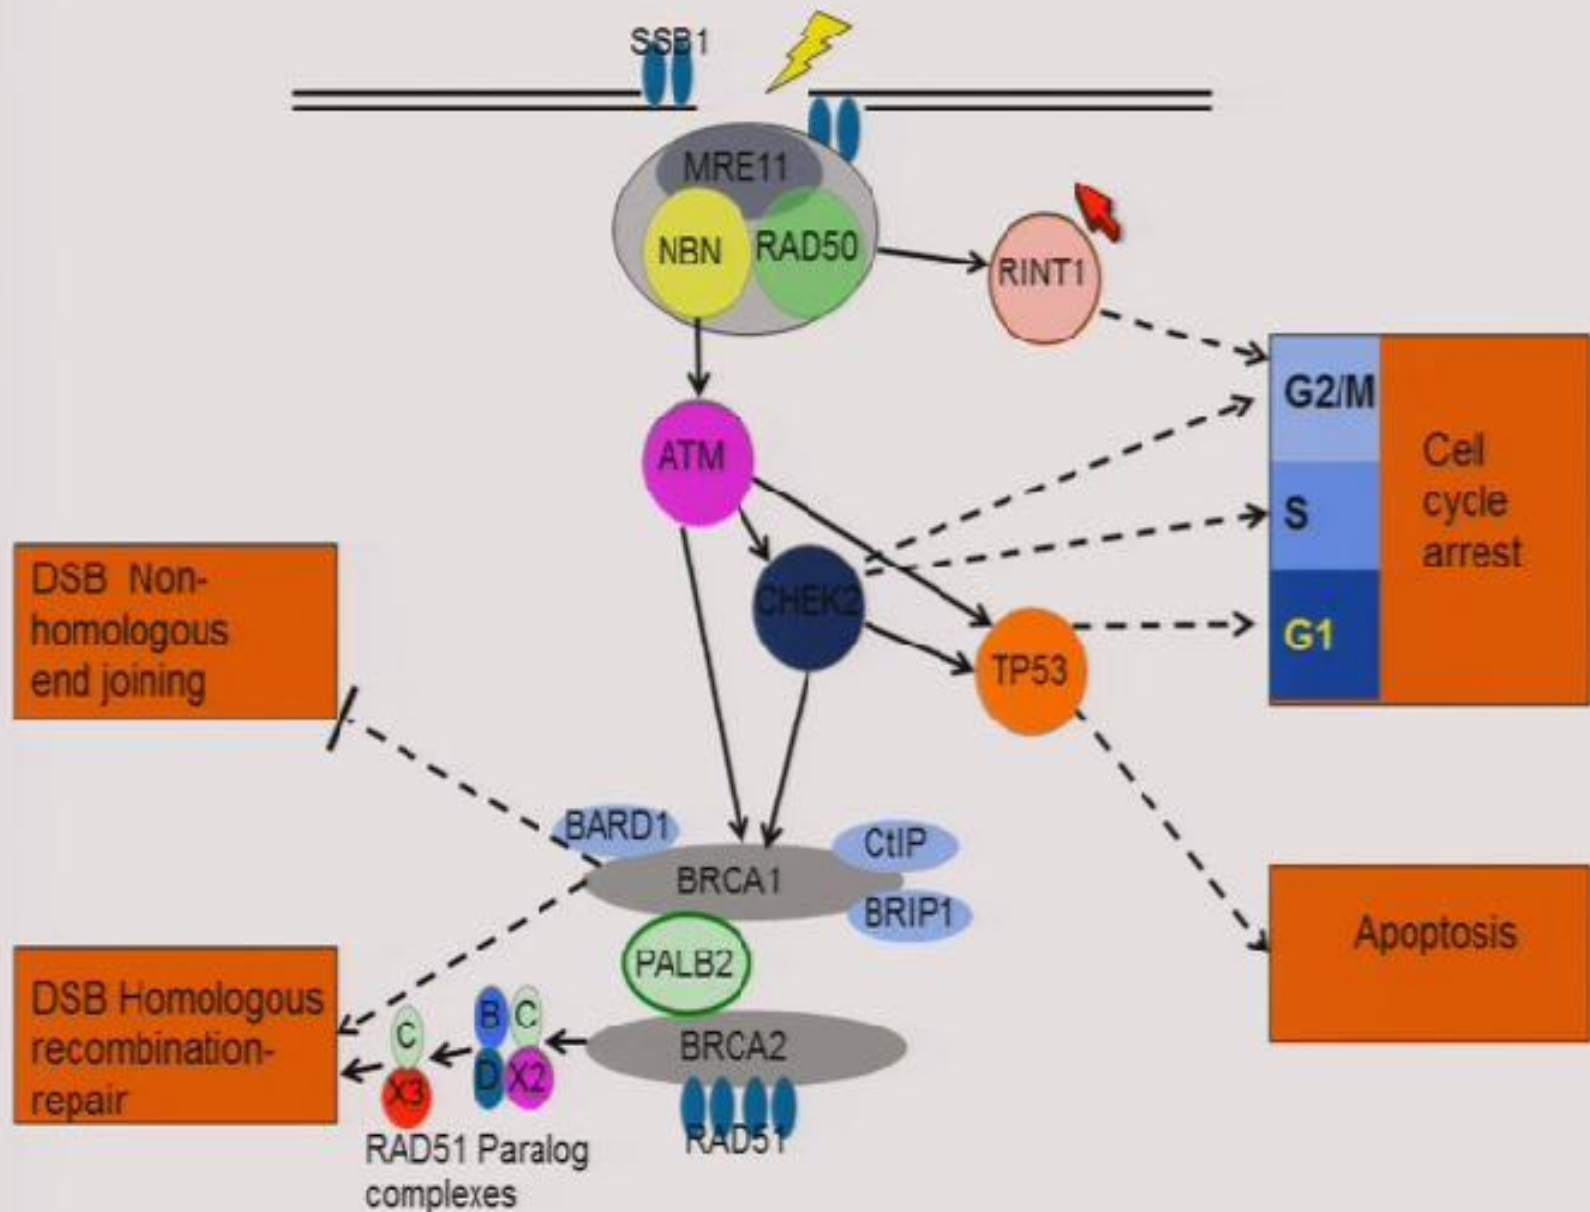 SSB1
MRE11
NBN
RAD50
RINT1
G2/M
Cell
cycle
arrest
S
G1
ATM
CHEK2
TP53
DSB Non-
homologous
end joining
BARD1
CtIP
BRCA1
BRIP1
Apoptosis
PALB2
DSB Homologous
recombination-
repair
C
X3
B
C
D
X2
BRCA2
RAD51
RAD51 Paralog
complexes